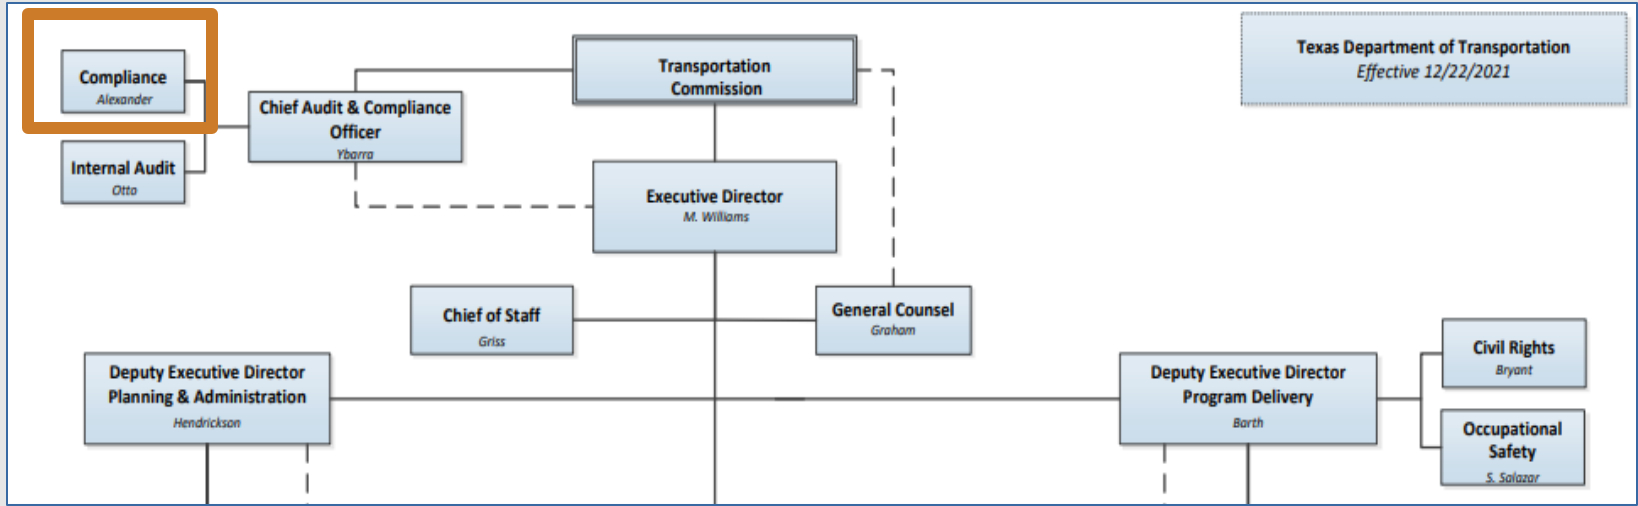 Texas Department of Transportation
Effective 12/22/2021
Transportation
Commission
Compliance
Alexander
Chief Audit & Compliance
Officer
Ybarra
Internal Audit
Otto
Executive Director
M. Williams
Chief of Staff
Griss
General Counsel
Graham
Deputy Executive Director
Planning & Administration
Hendrickson
Deputy Executive Director
Program Delivery
Barth
Civil Rights
Bryant
Occupational
Safety
S. Salazar